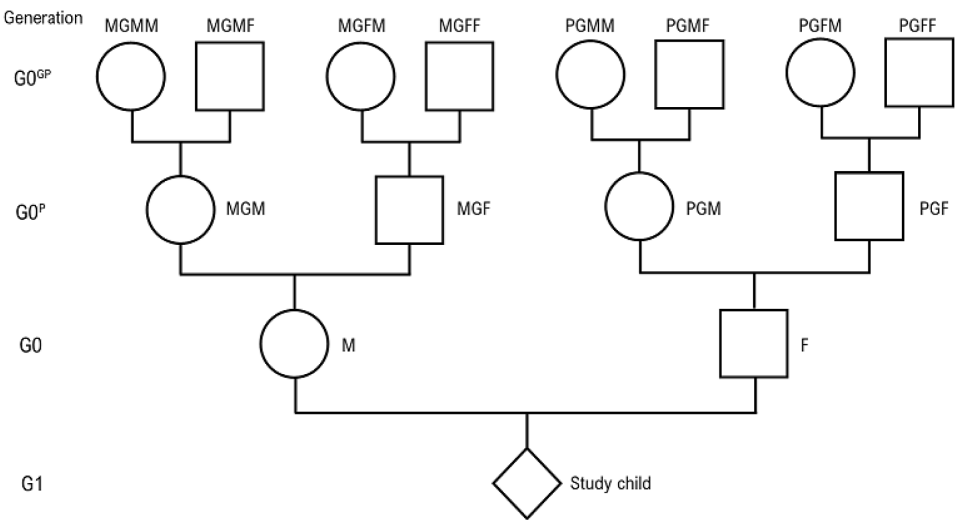 Generation
MGMM MGMF MGFM MGFF PGMM PGMF PGFM PGFF
G0ᴳᴾ
G0ᴾ MGM MGF PGM PGF
G0 M F
G1 Study child